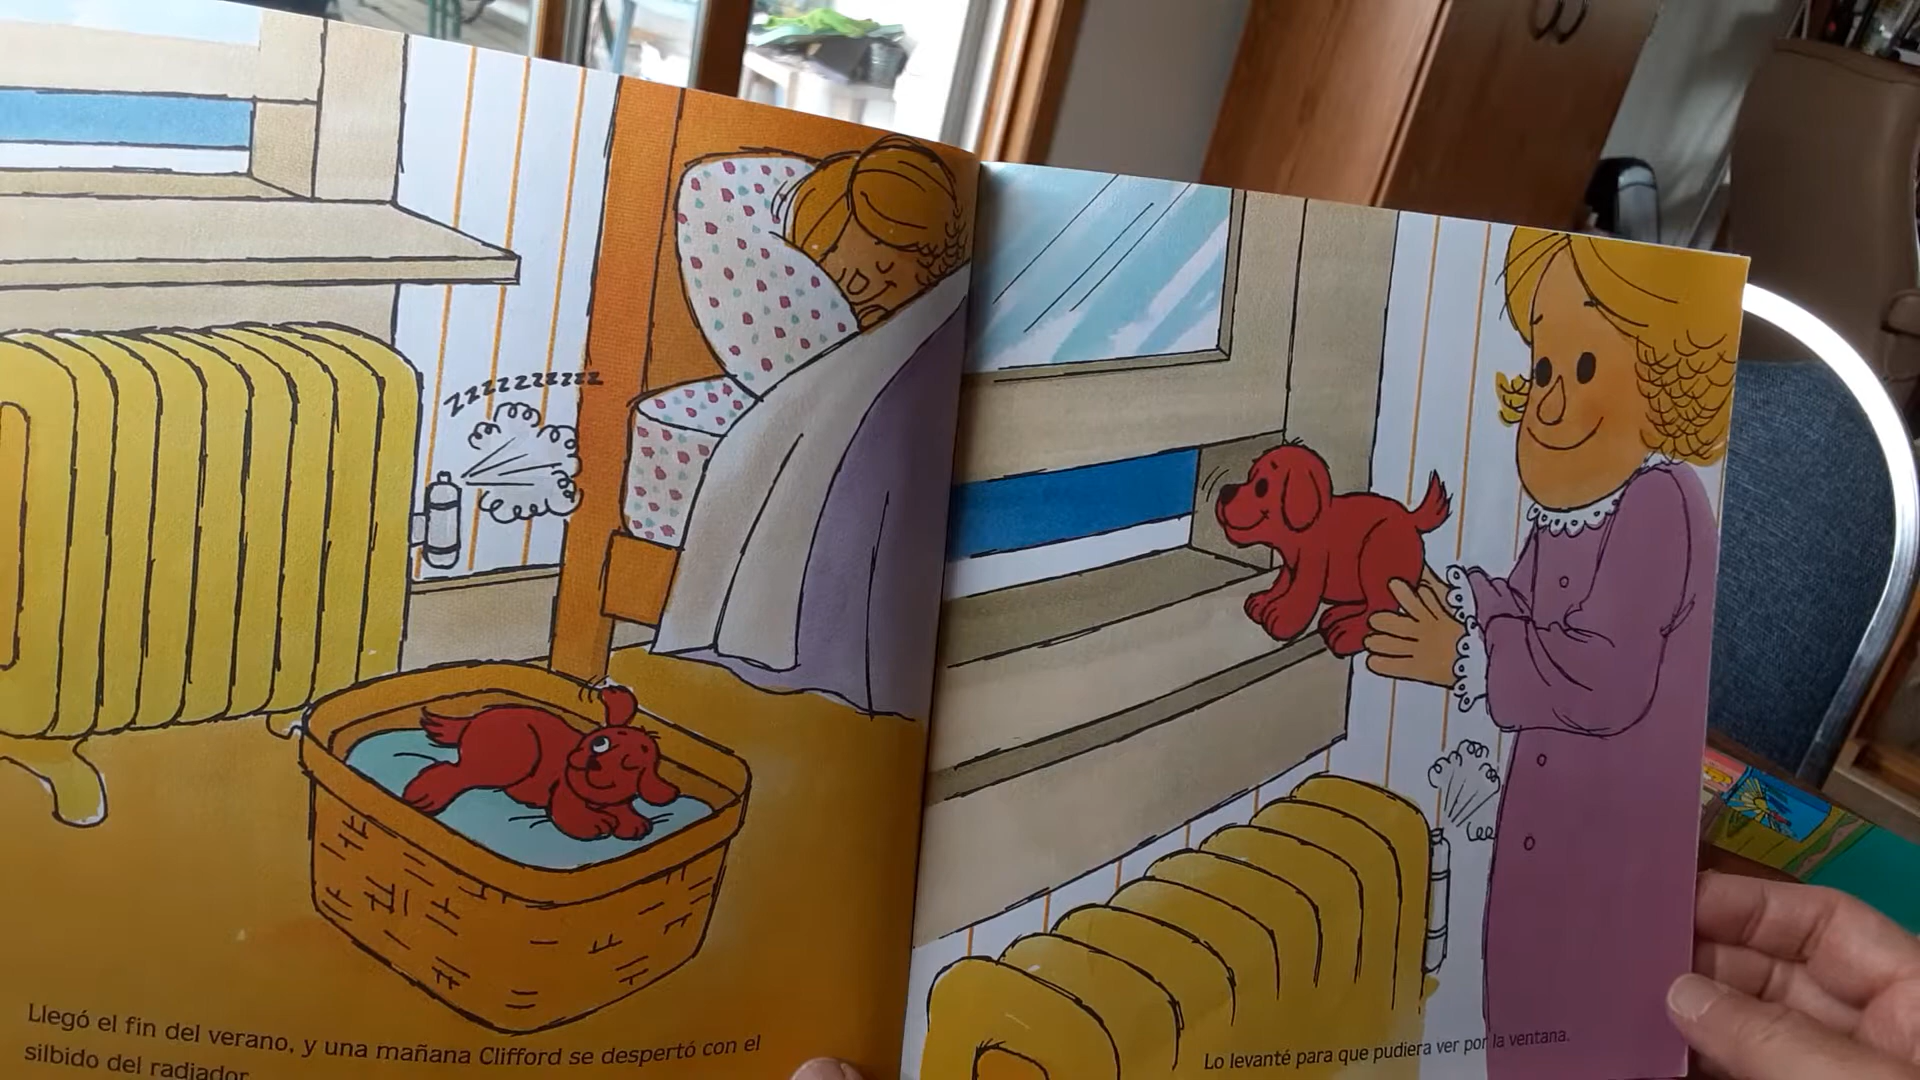 zzzzzzzzzz
Llegó el fin del verano, y una mañana Clifford se despertó con el
silbido del radiador
Lo levanté para que pudiera ver por la ventana.